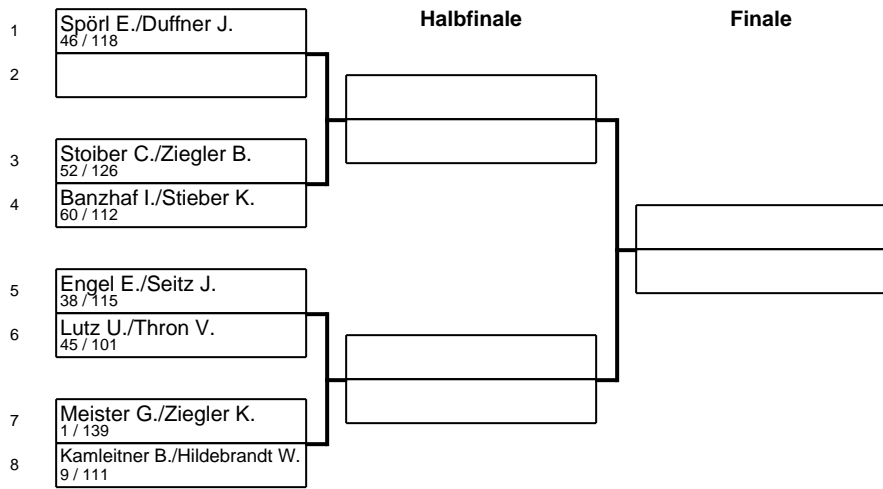 Halbfinale
Finale
1
Spörl E./Duffner J.
46 / 118
2
3
Stoiber C./Ziegler B.
52 / 126
4
Banzhaf I./Stieber K.
60 / 112
5
Engel E./Seitz J.
38 / 115
6
Lutz U./Thron V.
45 / 101
7
Meister G./Ziegler K.
1 / 139
8
Kamleitner B./Hildebrandt W.
9 / 111